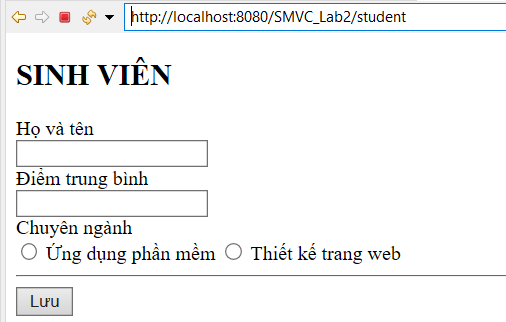 http://localhost:8080/SMVC_Lab2/student
SINH VIÊN
Họ và tên
Điểm trung bình
Chuyên ngành
Ứng dụng phần mềm Thiết kế trang web
Lưu